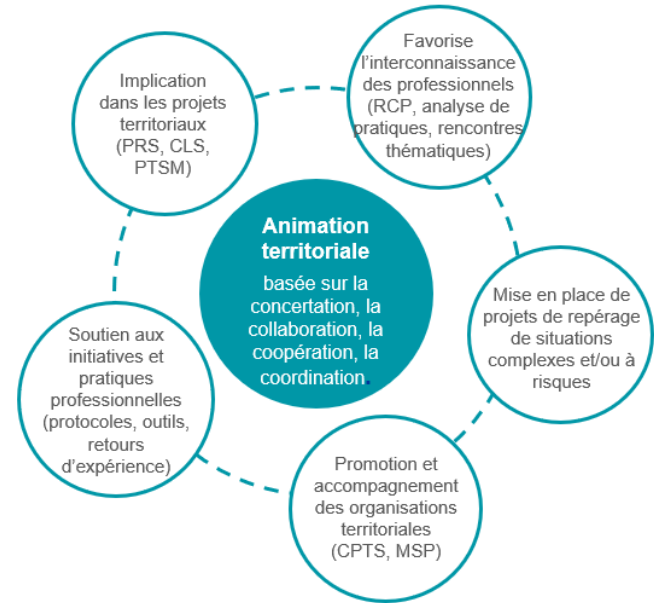 Animation
territoriale
basée sur la
concertation, la
collaboration, la
coopération, la
coordination.
Favorise
l’interconnaissance
des professionnels
(RCP, analyse de
pratiques, rencontres
thématiques)
Mise en place de
projets de repérage
de situations
complexes et/ou à
risques
Promotion et
accompagnement
des organisations
territoriales
(CPTS, MSP)
Soutien aux
initiatives et
pratiques
professionnelles
(protocoles, outils,
retours
d’expérience)
Implication
dans les projets
territoriaux
(PRS, CLS,
PTSM)